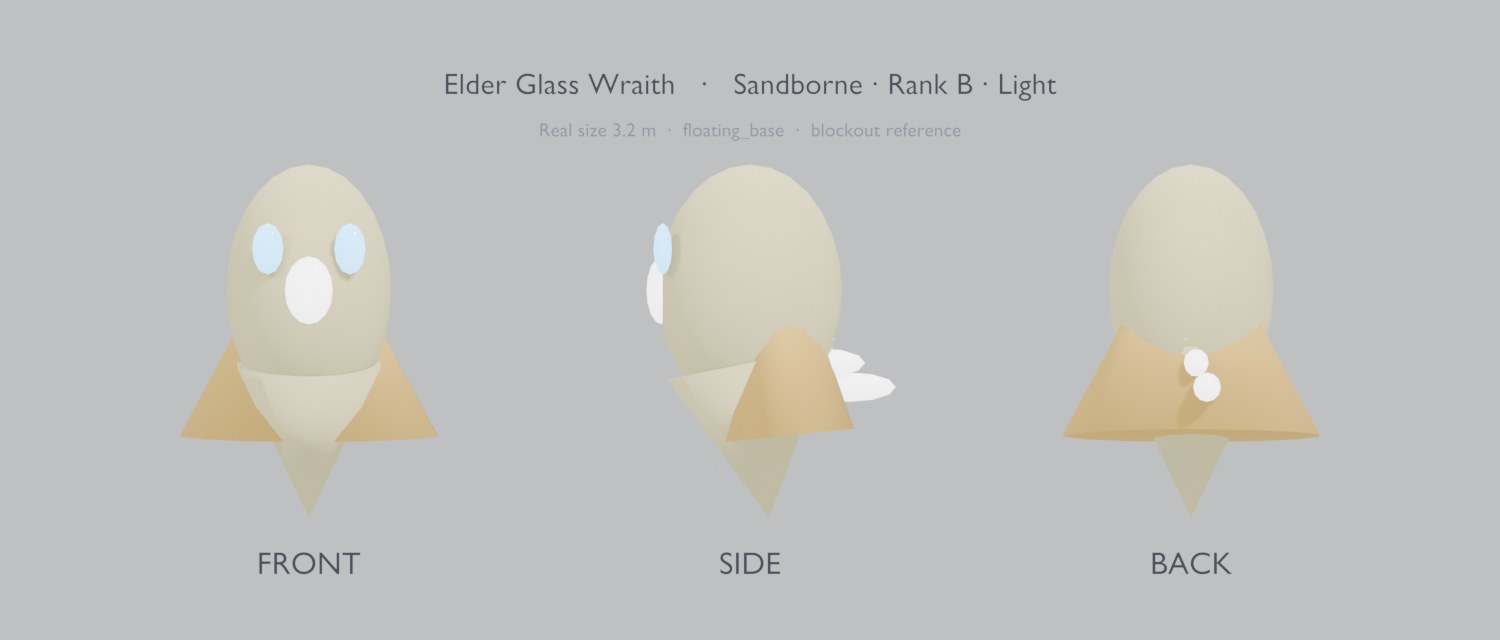 Elder Glass Wraith · Sandborne · Rank B · Light
Real size 3.2 m · floating_base · blockout reference
FRONT SIDE BACK